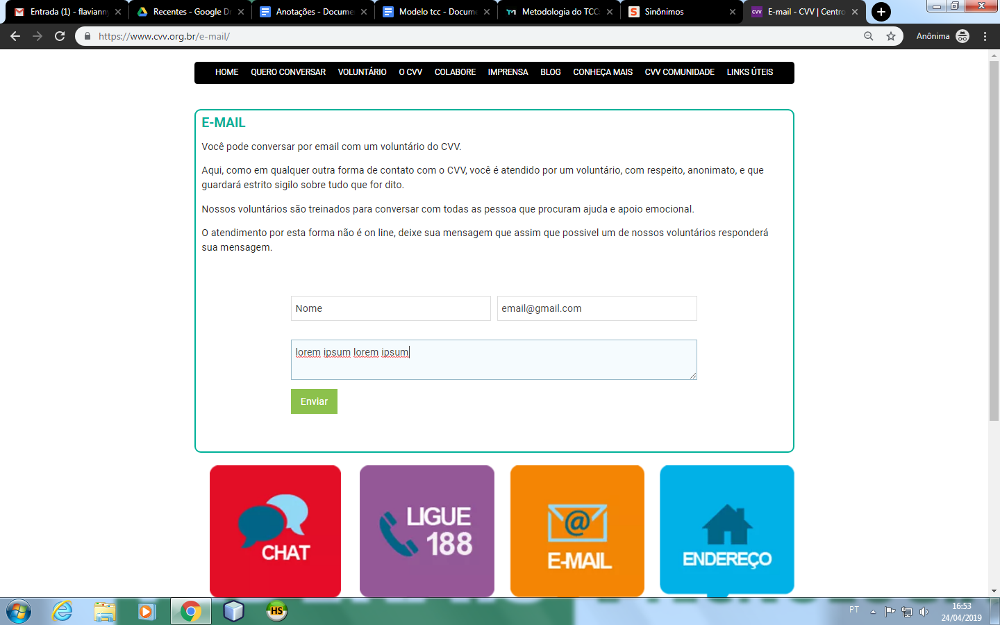 Entrada (1) - flavianny
Recentes - Google Dr
Anotações - Docume
Modelo tcc - Docume
Metodologia do TCC:
Sinônimos
E-mail - CVV | Centro
https://www.cvv.org.br/e-mail/
Anônima
HOME QUERO CONVERSAR VOLUNTÁRIO O CVV COLABORE IMPRENSA BLOG CONHEÇA MAIS CVV COMUNIDADE LINKS ÚTEIS
E-MAIL
Você pode conversar por email com um voluntário do CVV.
Aqui, como em qualquer outra forma de contato com o CVV, você é atendido por um voluntário, com respeito, anonimato, e que
guardará estrito sigilo sobre tudo que for dito.
Nossos voluntários são treinados para conversar com todas as pessoa que procuram ajuda e apoio emocional.
O atendimento por esta forma não é on line, deixe sua mensagem que assim que possivel um de nossos voluntários responderá
sua mensagem.
Nome
email@gmail.com
lorem ipsum lorem ipsum
Enviar
CHAT
LIGUE
188
E-MAIL
ENDEREÇO
HS
PT
16:53
24/04/2019